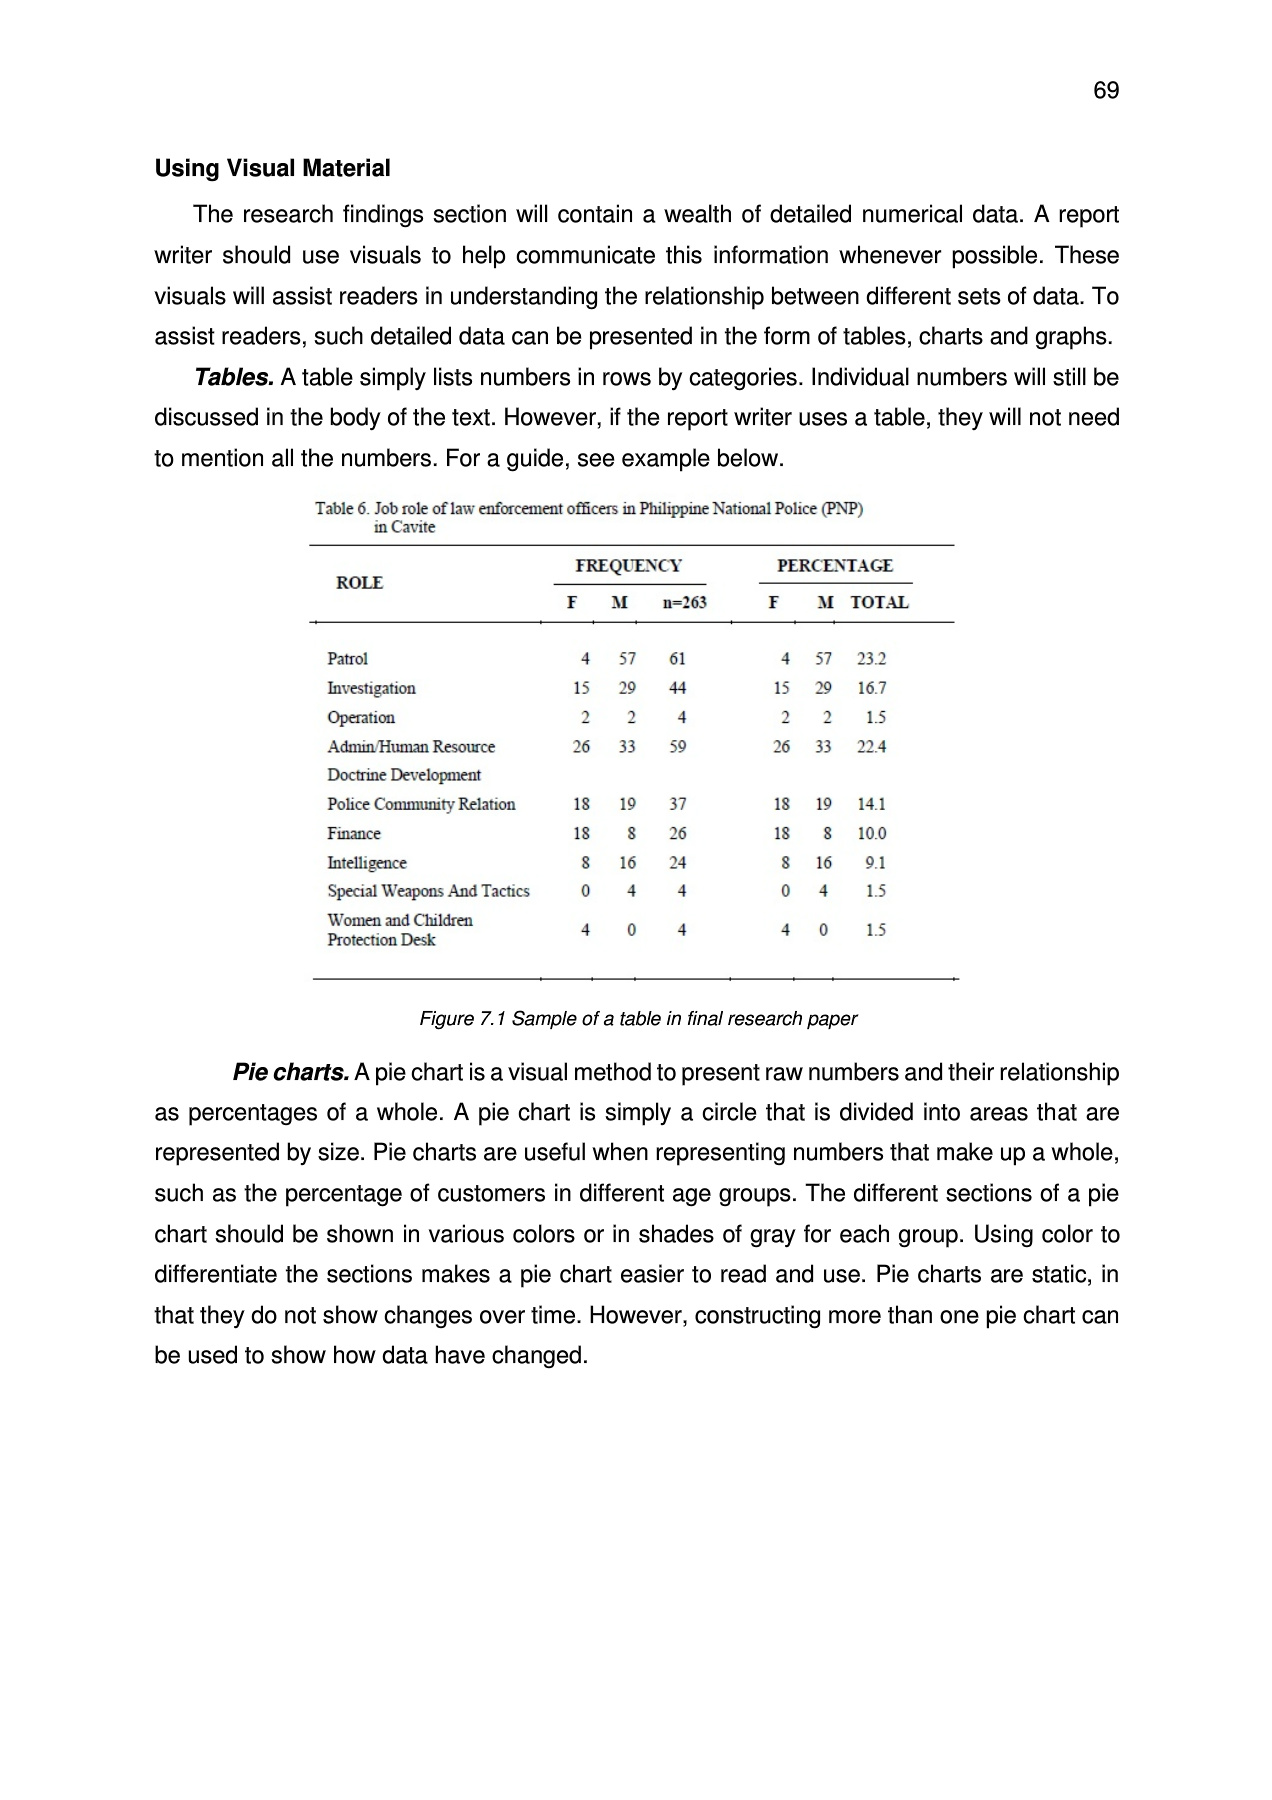 69
Using Visual Material
The research findings section will contain a wealth of detailed numerical data. A report
writer should use visuals to help communicate this information whenever possible. These
visuals will assist readers in understanding the relationship between different sets of data. To
assist readers, such detailed data can be presented in the form of tables, charts and graphs.
Tables. A table simply lists numbers in rows by categories. Individual numbers will still be
discussed in the body of the text. However, if the report writer uses a table, they will not need
to mention all the numbers. For a guide, see example below.
Table 6. Job role of law enforcement officers in Philippine National Police (PNP)
in Cavite
FREQUENCY PERCENTAGE
ROLE
F M n=263 F M TOTAL
Patrol 4 57 61 4 57 23.2
Investigation 15 29 44 15 29 16.7
Operation 2 2 4 2 2 1.5
Admin/Human Resource 26 33 59 26 33 22.4
Doctrine Development
Police Community Relation 18 19 37 18 19 14.1
Finance 18 8 26 18 8 10.0
Intelligence 8 16 24 8 16 9.1
Special Weapons And Tactics 0 4 4 0 4 1.5
Women and Children
Protection Desk 4 0 4 4 0 1.5
Figure 7.1 Sample of a table in final research paper
Pie charts. A pie chart is a visual method to present raw numbers and their relationship
as percentages of a whole. A pie chart is simply a circle that is divided into areas that are
represented by size. Pie charts are useful when representing numbers that make up a whole,
such as the percentage of customers in different age groups. The different sections of a pie
chart should be shown in various colors or in shades of gray for each group. Using color to
differentiate the sections makes a pie chart easier to read and use. Pie charts are static, in
that they do not show changes over time. However, constructing more than one pie chart can
be used to show how data have changed.